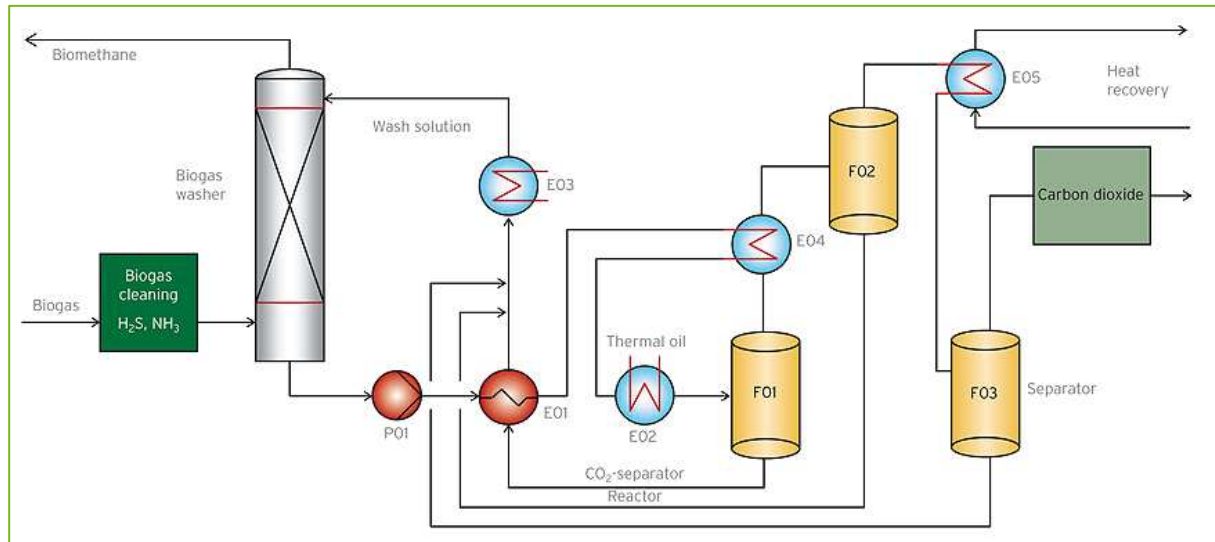 Biomethane
Heat
recovery
E05
Wash solution
F02
Biogas
washer
E03
Carbon dioxide
E04
Biogas
cleaning
H₂S, NH₃
Biogas
Thermal oil
F01
F03
Separator
E01
E02
P01
CO₂-separator
Reactor